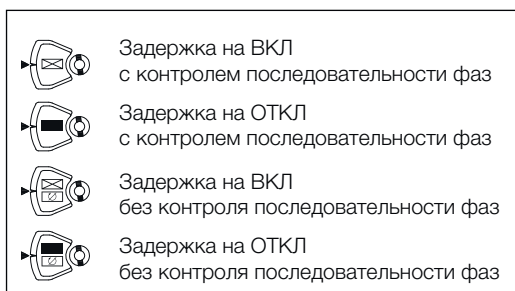 Задержка на ВКЛ
с контролем последовательности фаз
Задержка на ОТКЛ
с контролем последовательности фаз
Задержка на ВКЛ
без контроля последовательности фаз
Задержка на ОТКЛ
без контроля последовательности фаз